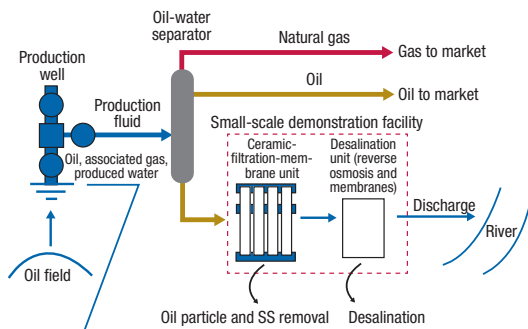 Oil-water
separator
Natural gas
Gas to market
Production
well
Oil
Oil to market
Production
fluid
Small-scale demonstration facility
Oil, associated gas,
produced water
Ceramic-
filtration-mem-
brane unit
Desalination
unit (reverse
osmosis and
membranes)
Discharge
River
Oil field
Oil particle and SS removal
Desalination